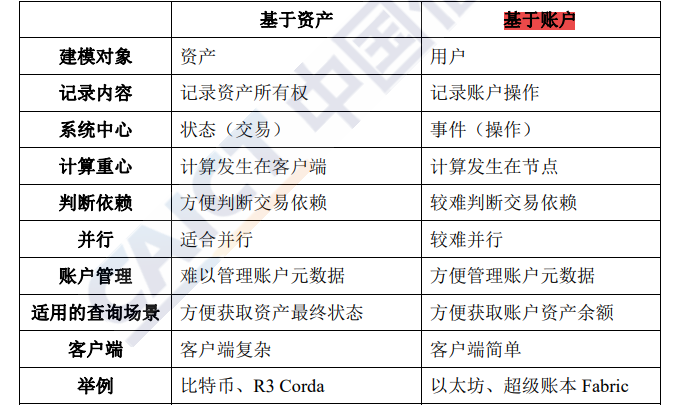 基于资产 基于账户
建模对象 资产 用户
记录内容 记录资产所有权 记录账户操作
系统中心 状态（交易） 事件（操作）
计算重心 计算发生在客户端 计算发生在节点
判断依赖 方便判断交易依赖 较难判断交易依赖
并行 适合并行 较难并行
账户管理 难以管理账户元数据 方便管理账户元数据
适用的查询场景 方便获取资产最终状态 方便获取账户资产余额
客户端 客户端复杂 客户端简单
举例 比特币、R3 Corda 以太坊、超级账本 Fabric
CAICT 中国信